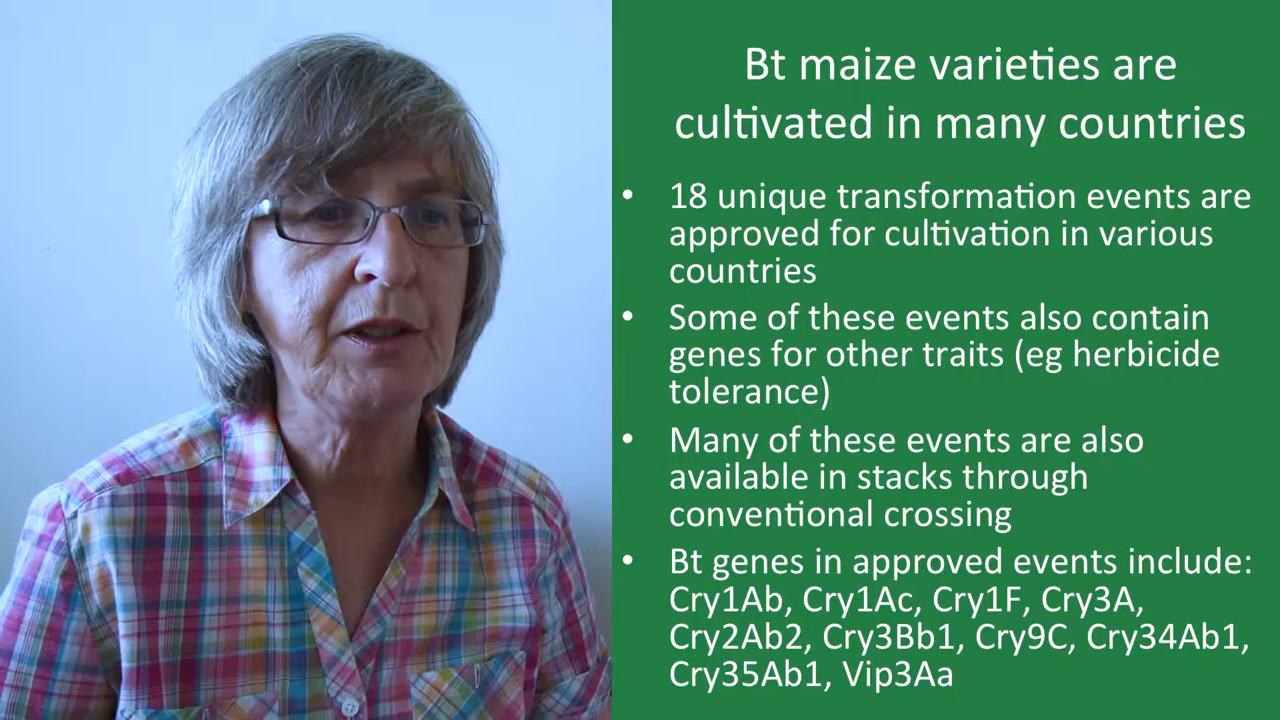 Bt maize varieties are
cultivated in many countries
• 18 unique transformation events are
approved for cultivation in various
countries
• Some of these events also contain
genes for other traits (eg herbicide
tolerance)
• Many of these events are also
available in stacks through
conventional crossing
• Bt genes in approved events include:
Cry1Ab, Cry1Ac, Cry1F, Cry3A,
Cry2Ab2, Cry3Bb1, Cry9C, Cry34Ab1,
Cry35Ab1, Vip3Aa